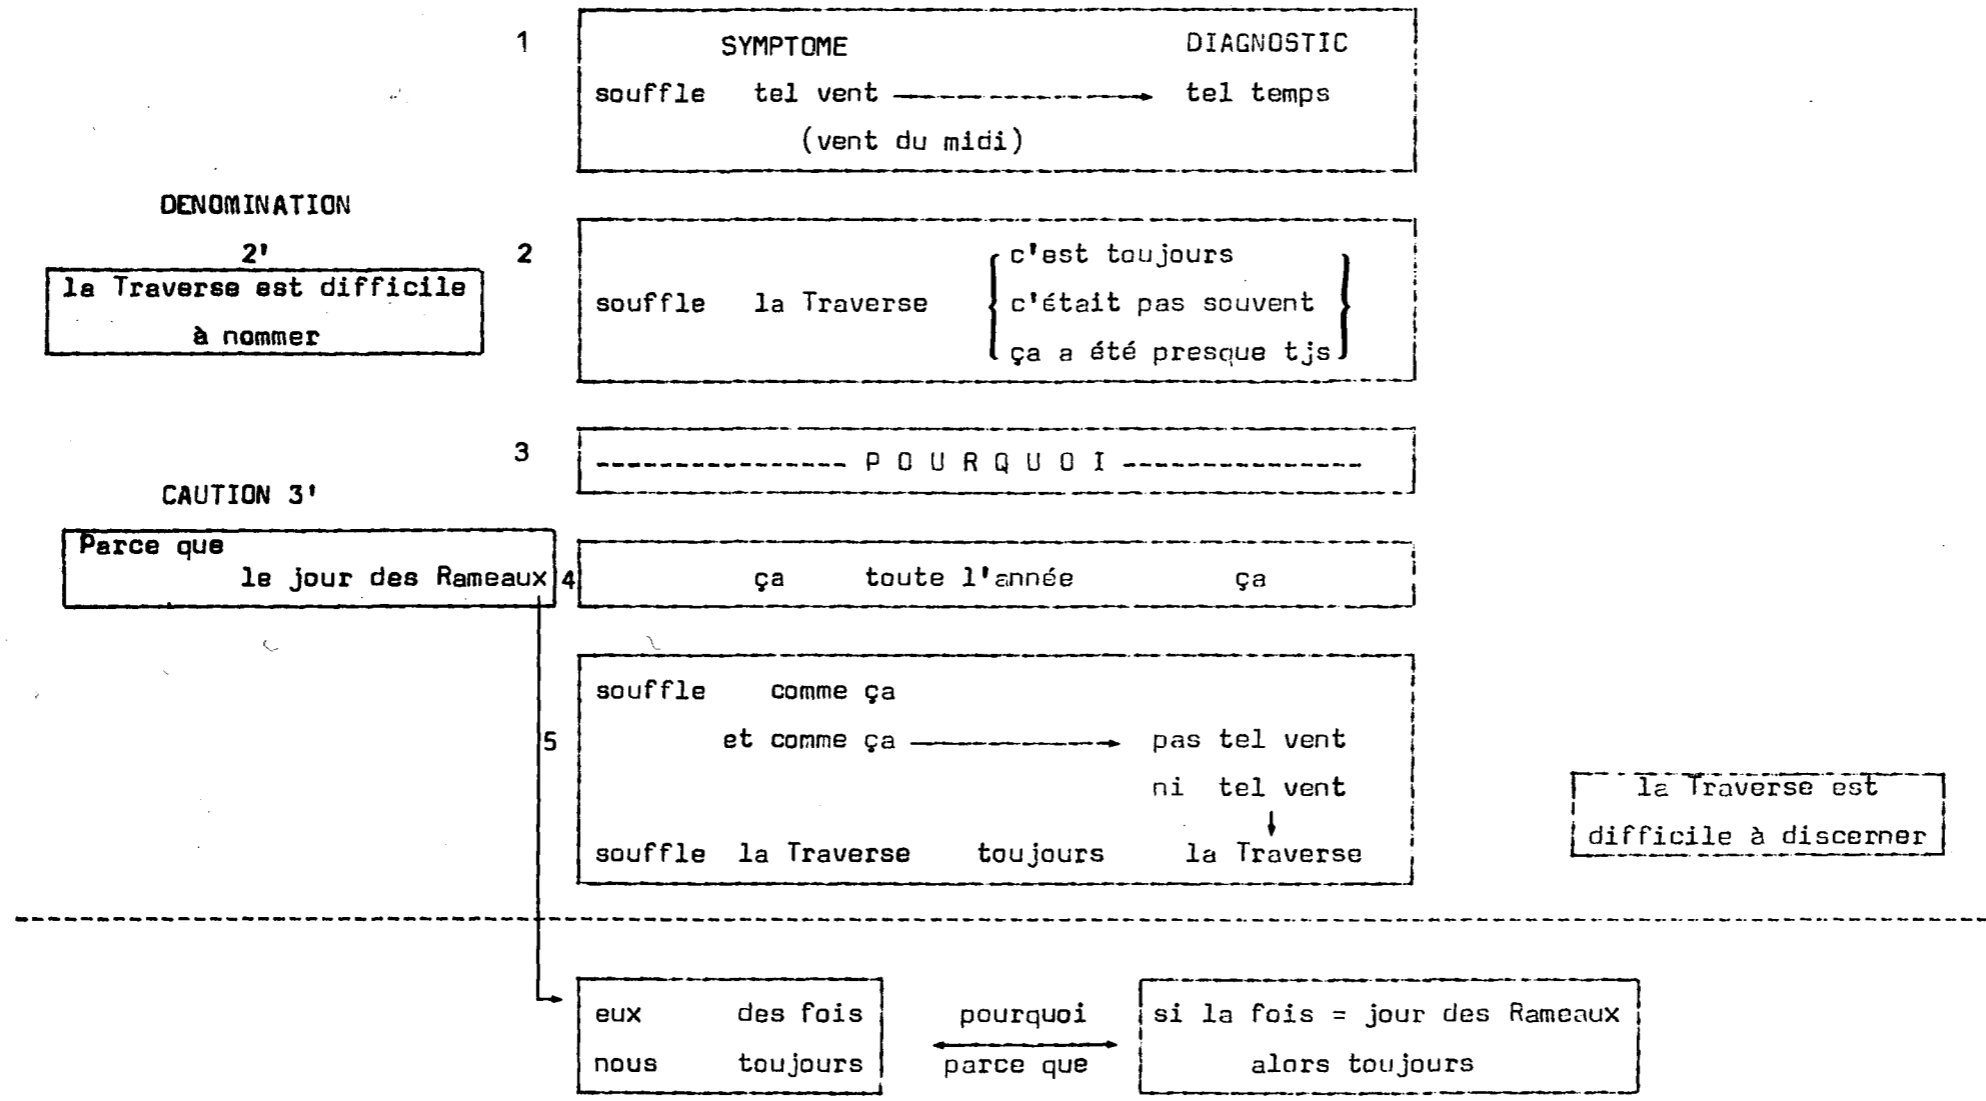 1 SYMPTOME DIAGNOSTIC
souffle tel vent tel temps
(vent du midi)
DENOMINATION
2' 2 c'est toujours
la Traverse est difficile
souffle la Traverse c'était pas souvent
à nommer
ça a été presque tjs
3 P O U R Q U O I
CAUTION 3'
Parce que
le jour des Rameaux 4 ça toute l'année ça
souffle comme ça
5 et comme ça pas tel vent
ni tel vent
la Traverse est
difficile à discerner
souffle la Traverse toujours la Traverse
eux des fois pourquoi si la fois = jour des Rameaux
nous toujours parce que alors toujours